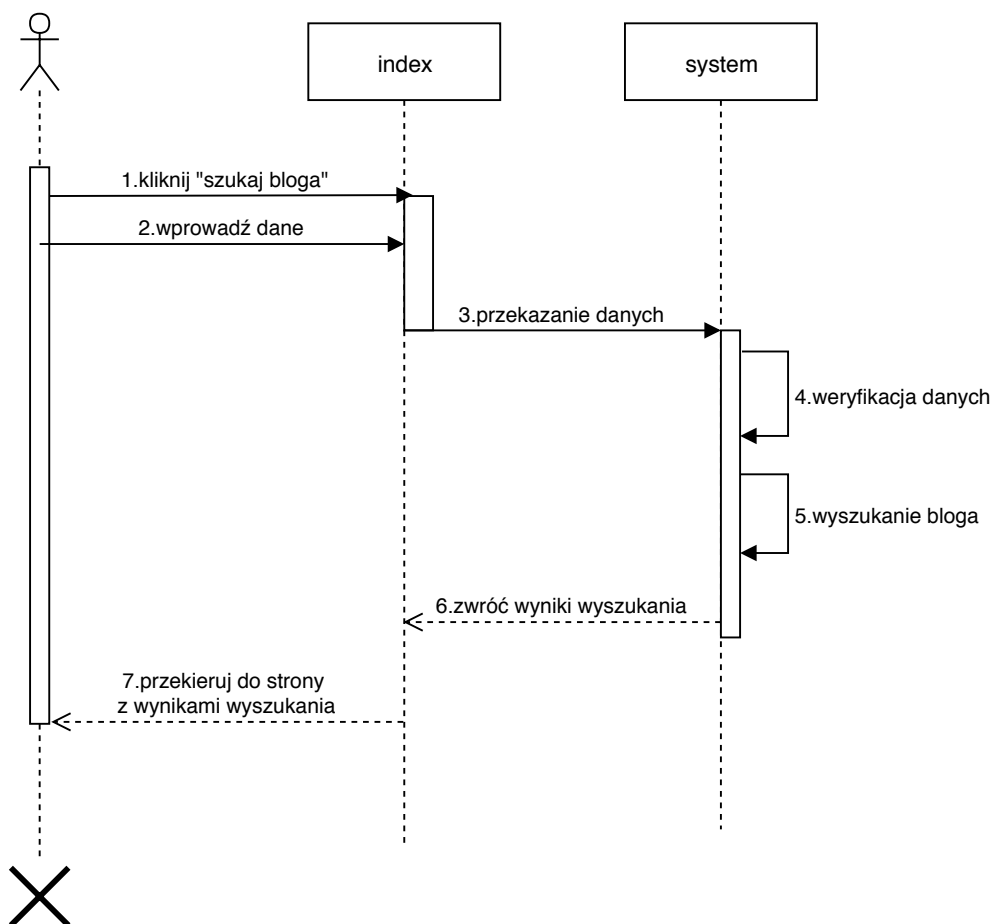 index
system
1.kliknij "szukaj bloga"
2.wprowadź dane
3.przekazanie danych
4.weryfikacja danych
5.wyszukanie bloga
6.zwróć wyniki wyszukania
7.przekieruj do strony
z wynikami wyszukania